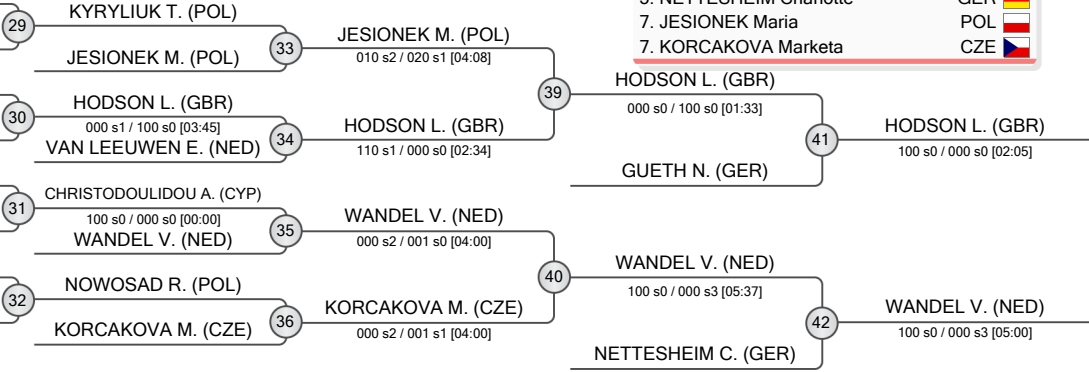 29
KYRYLIUK T. (POL)
JESIONEK M. (POL)
33
JESIONEK M. (POL)
010 s2 / 020 s1 [04:08]
30
HODSON L. (GBR)
000 s1 / 100 s0 [03:45]
VAN LEEUWEN E. (NED)
34
HODSON L. (GBR)
110 s1 / 000 s0 [02:34]
39
HODSON L. (GBR)
000 s0 / 100 s0 [01:33]
GUETH N. (GER)
41
HODSON L. (GBR)
100 s0 / 000 s0 [02:05]
31
CHRISTODOULIDOU A. (CYP)
100 s0 / 000 s0 [00:00]
WANDEL V. (NED)
35
WANDEL V. (NED)
000 s2 / 001 s0 [04:00]
32
NOWOSAD R. (POL)
KORCAKOVA M. (CZE)
36
KORCAKOVA M. (CZE)
000 s2 / 001 s1 [04:00]
40
WANDEL V. (NED)
100 s0 / 000 s3 [05:37]
NETTESHEIM C. (GER)
42
WANDEL V. (NED)
100 s0 / 000 s3 [05:00]
5. NETTESHEIM Charlotte GER
7. JESIONEK Maria POL
7. KORCAKOVA Marketa CZE